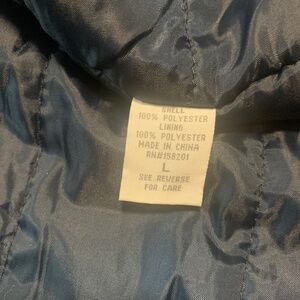 SHELL
100% POLYESTER
LINING
100% POLYESTER
MADE IN CHINA
RN#158201
L
SEE REVERSE
FOR CARE